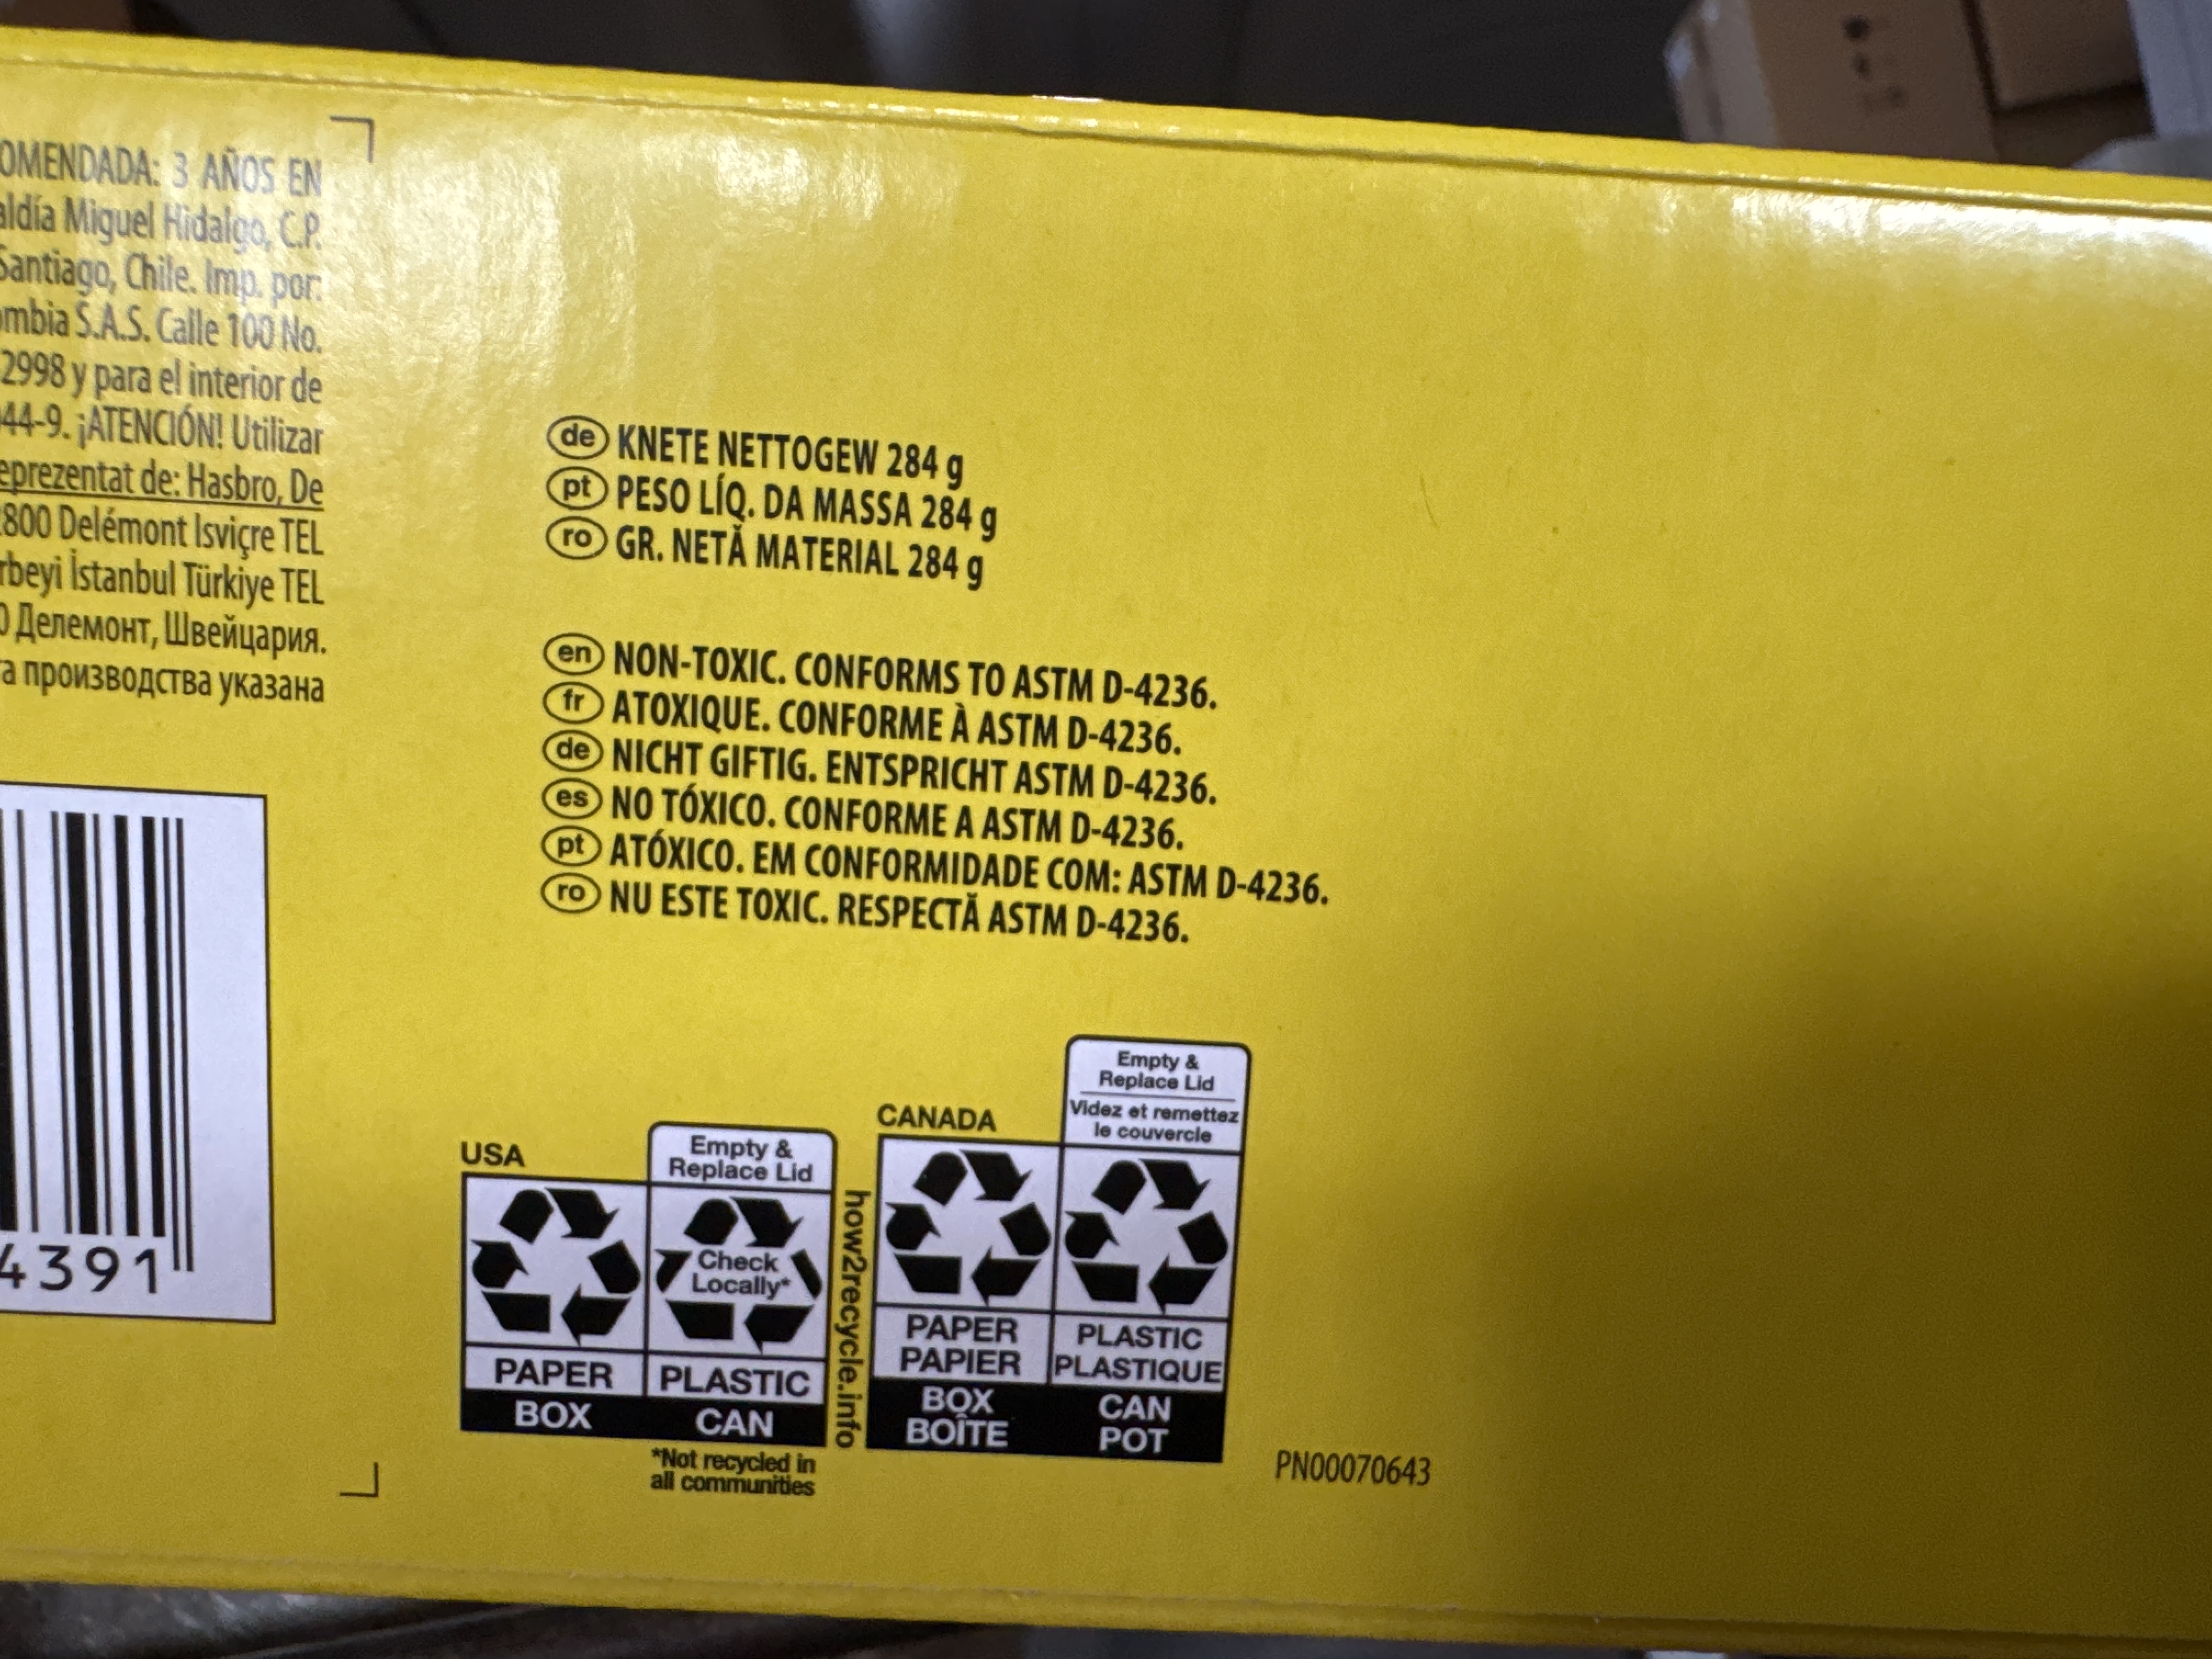 OMENDADA: 3 AÑOS EN
aldía Miguel Hidalgo, C.P.
Santiago, Chile. Imp. por:
ombia S.A.S. Calle 100 No.
2998 y para el interior de
944-9. ¡ATENCIÓN! Utilizar
eprezentat de: Hasbro, De
2800 Delémont İsviçre TEL
rbeyi İstanbul Türkiye TEL
0 Делемонт, Швейцария.
та производства указана
4391
de KNETE NETTOGEW 284 g
pt PESO LÍQ. DA MASSA 284 g
ro GR. NETĂ MATERIAL 284 g
en NON-TOXIC. CONFORMS TO ASTM D-4236.
fr ATOXIQUE. CONFORME À ASTM D-4236.
de NICHT GIFTIG. ENTSPRICHT ASTM D-4236.
es NO TÓXICO. CONFORME A ASTM D-4236.
pt ATÓXICO. EM CONFORMIDADE COM: ASTM D-4236.
ro NU ESTE TOXIC. RESPECTĂ ASTM D-4236.
USA
Empty &
Replace Lid
Check
Locally*
PAPER
PLASTIC
BOX
CAN
*Not recycled in
all communities
how2recycle.info
CANADA
Empty &
Replace Lid
Videz et remettez
le couvercle
PAPER
PAPIER
PLASTIC
PLASTIQUE
BOX
BOÎTE
CAN
POT
PN00070643